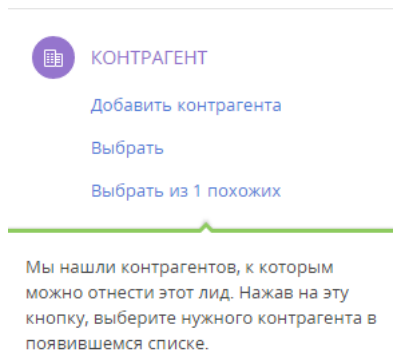 КОНТРАГЕНТ
Добавить контрагента
Выбрать
Выбрать из 1 похожих
Мы нашли контрагентов, к которым
можно отнести этот лид. Нажав на эту
кнопку, выберите нужного контрагента в
появившемся списке.